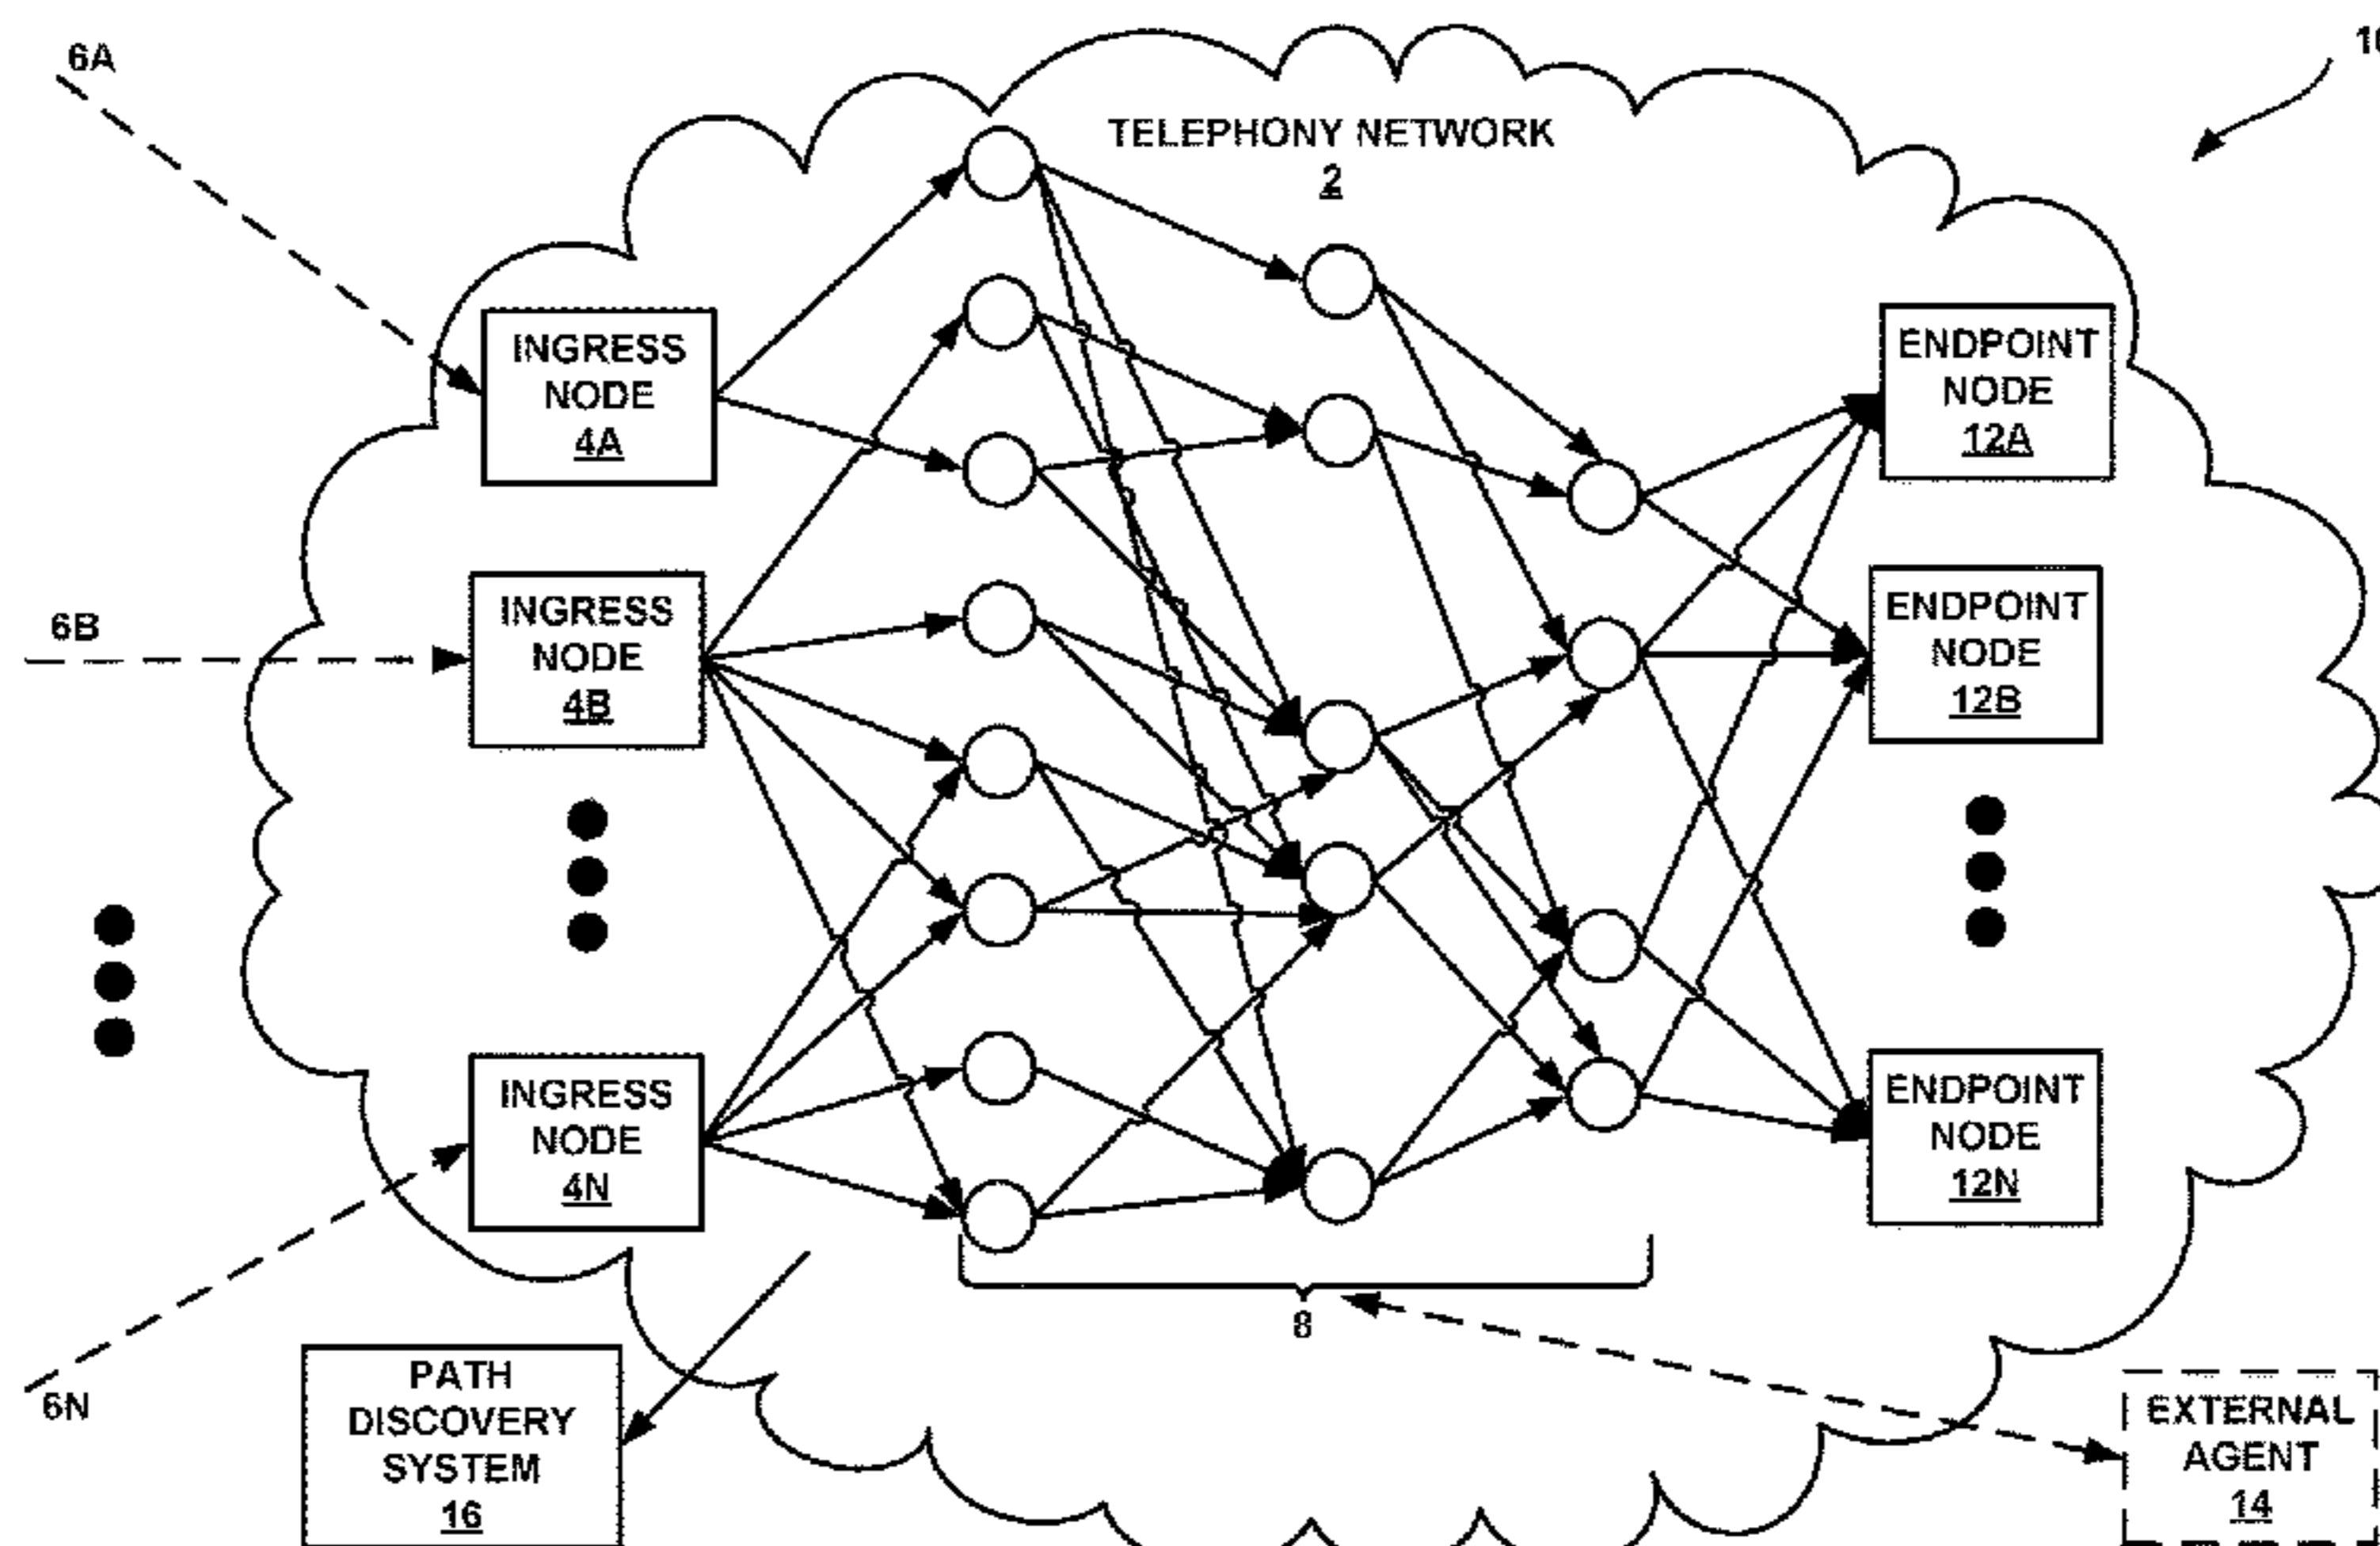 6A
TELEPHONY NETWORK
2
INGRESS
NODE
4A
ENDPOINT
NODE
12A
6B
INGRESS
NODE
4B
ENDPOINT
NODE
12B
INGRESS
NODE
4N
ENDPOINT
NODE
12N
8
6N
PATH
DISCOVERY
SYSTEM
16
EXTERNAL
AGENT
14